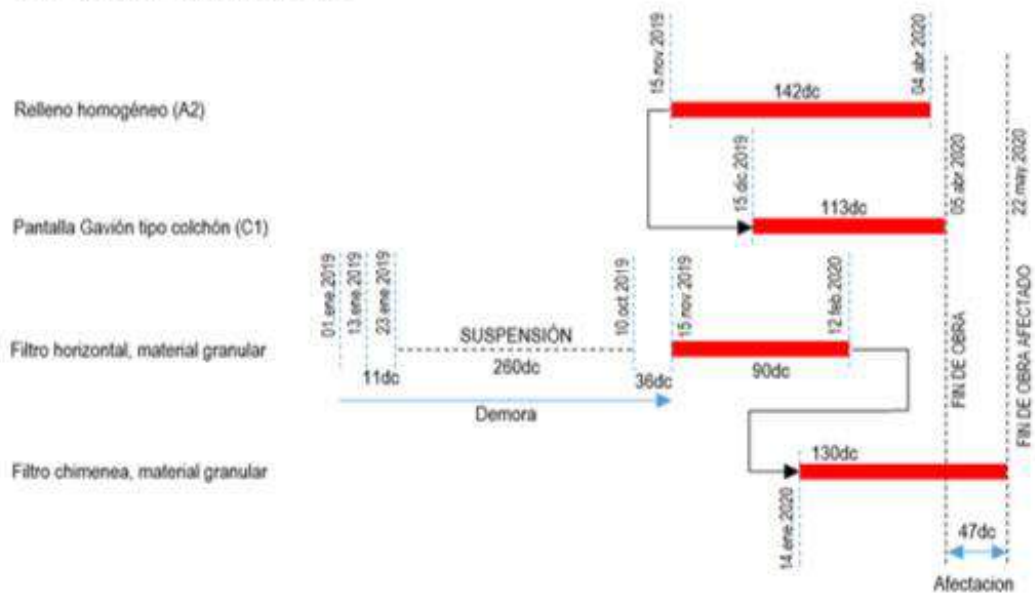 15.nov.2019
04.abr.2020
Relleno homogéneo (A2)
142dc
15.dic.2019
05.abr.2020
22.may.2020
Pantalla Gavión tipo colchón (C1)
113dc
01.ene.2019
13.ene.2019
23.ene.2019
10.oct.2019
15.nov.2019
12.feb.2020
SUSPENSIÓN
Filtro horizontal, material granular
11dc
260dc
36dc
90dc
Demora
FIN DE OBRA
FIN DE OBRA AFECTADO
130dc
Filtro chimenea, material granular
14.ene.2020
47dc
Afectacion